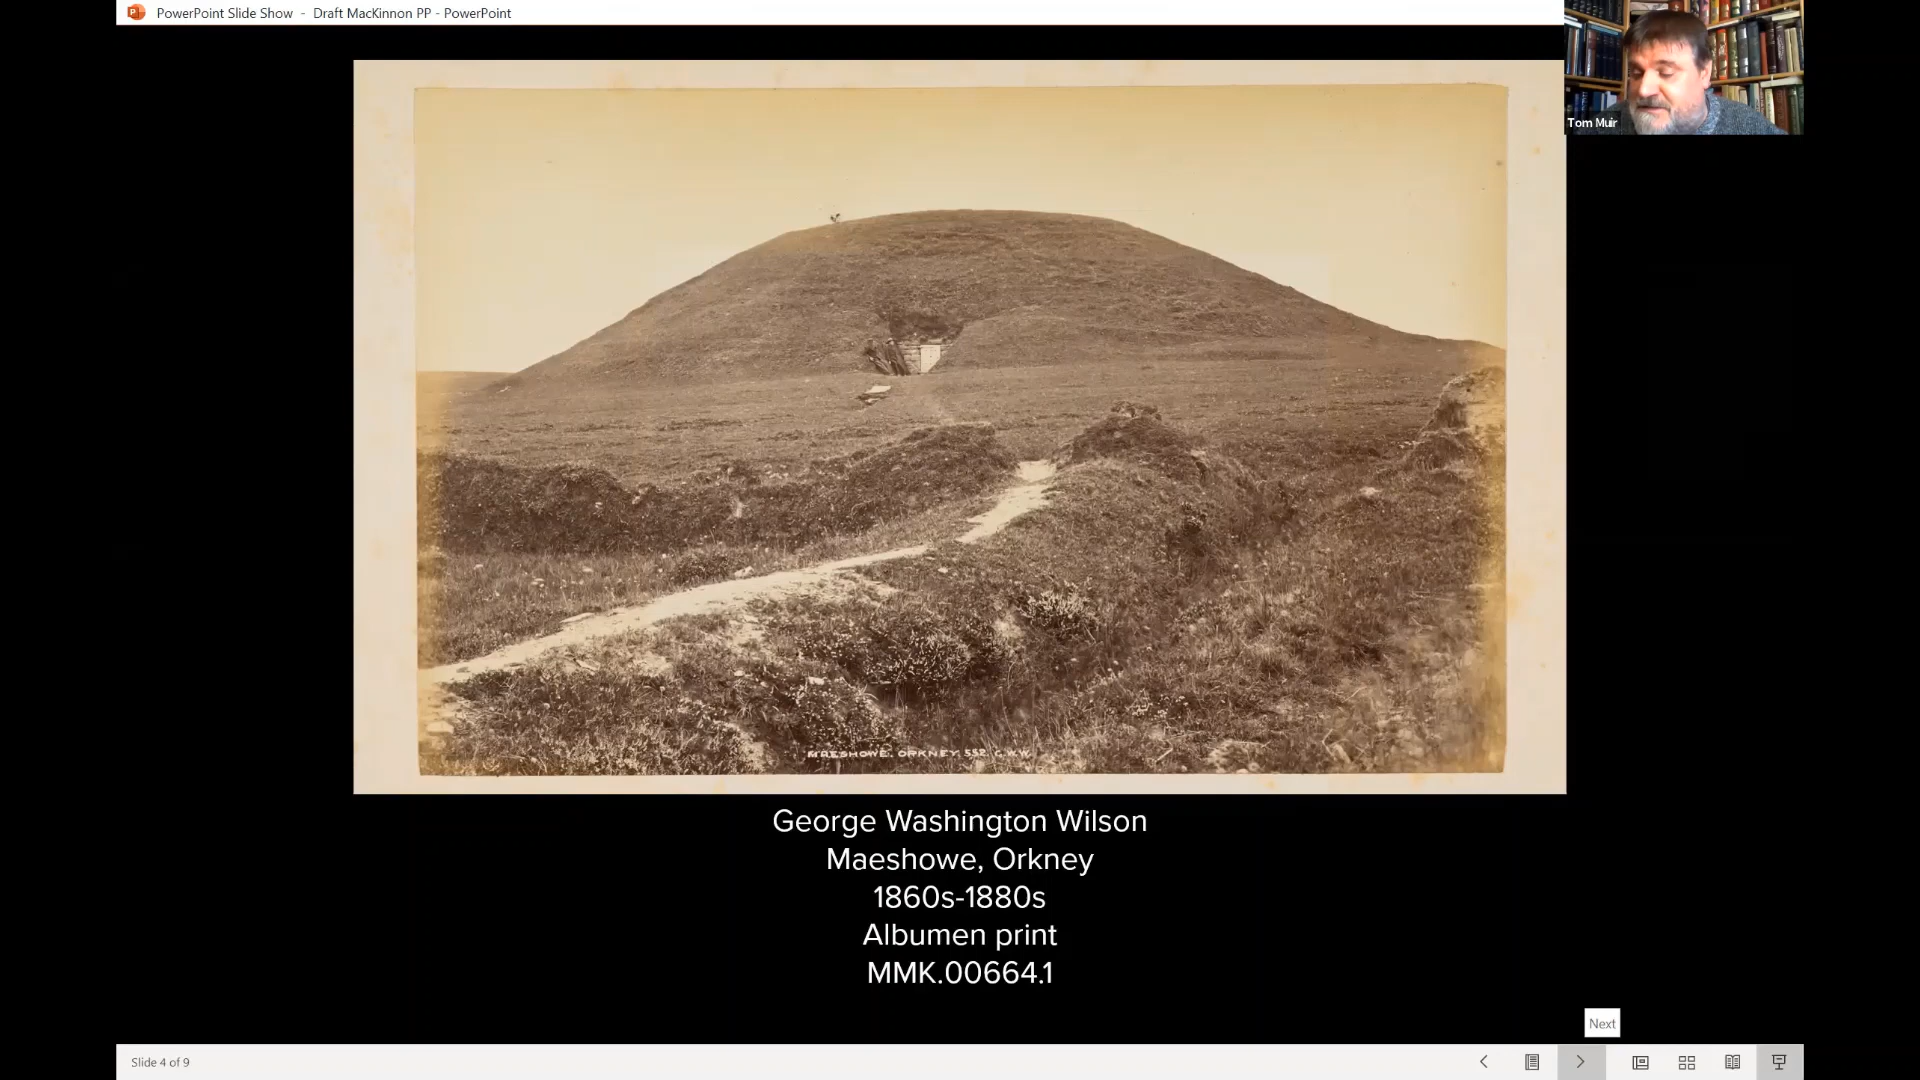 PowerPoint Slide Show - Draft MacKinnon PP - PowerPoint
Tom Muir
MAESHOWE. ORKNEY. 552. G.W.W.
George Washington Wilson
Maeshowe, Orkney
1860s-1880s
Albumen print
MMK.00664.1
Next
Slide 4 of 9